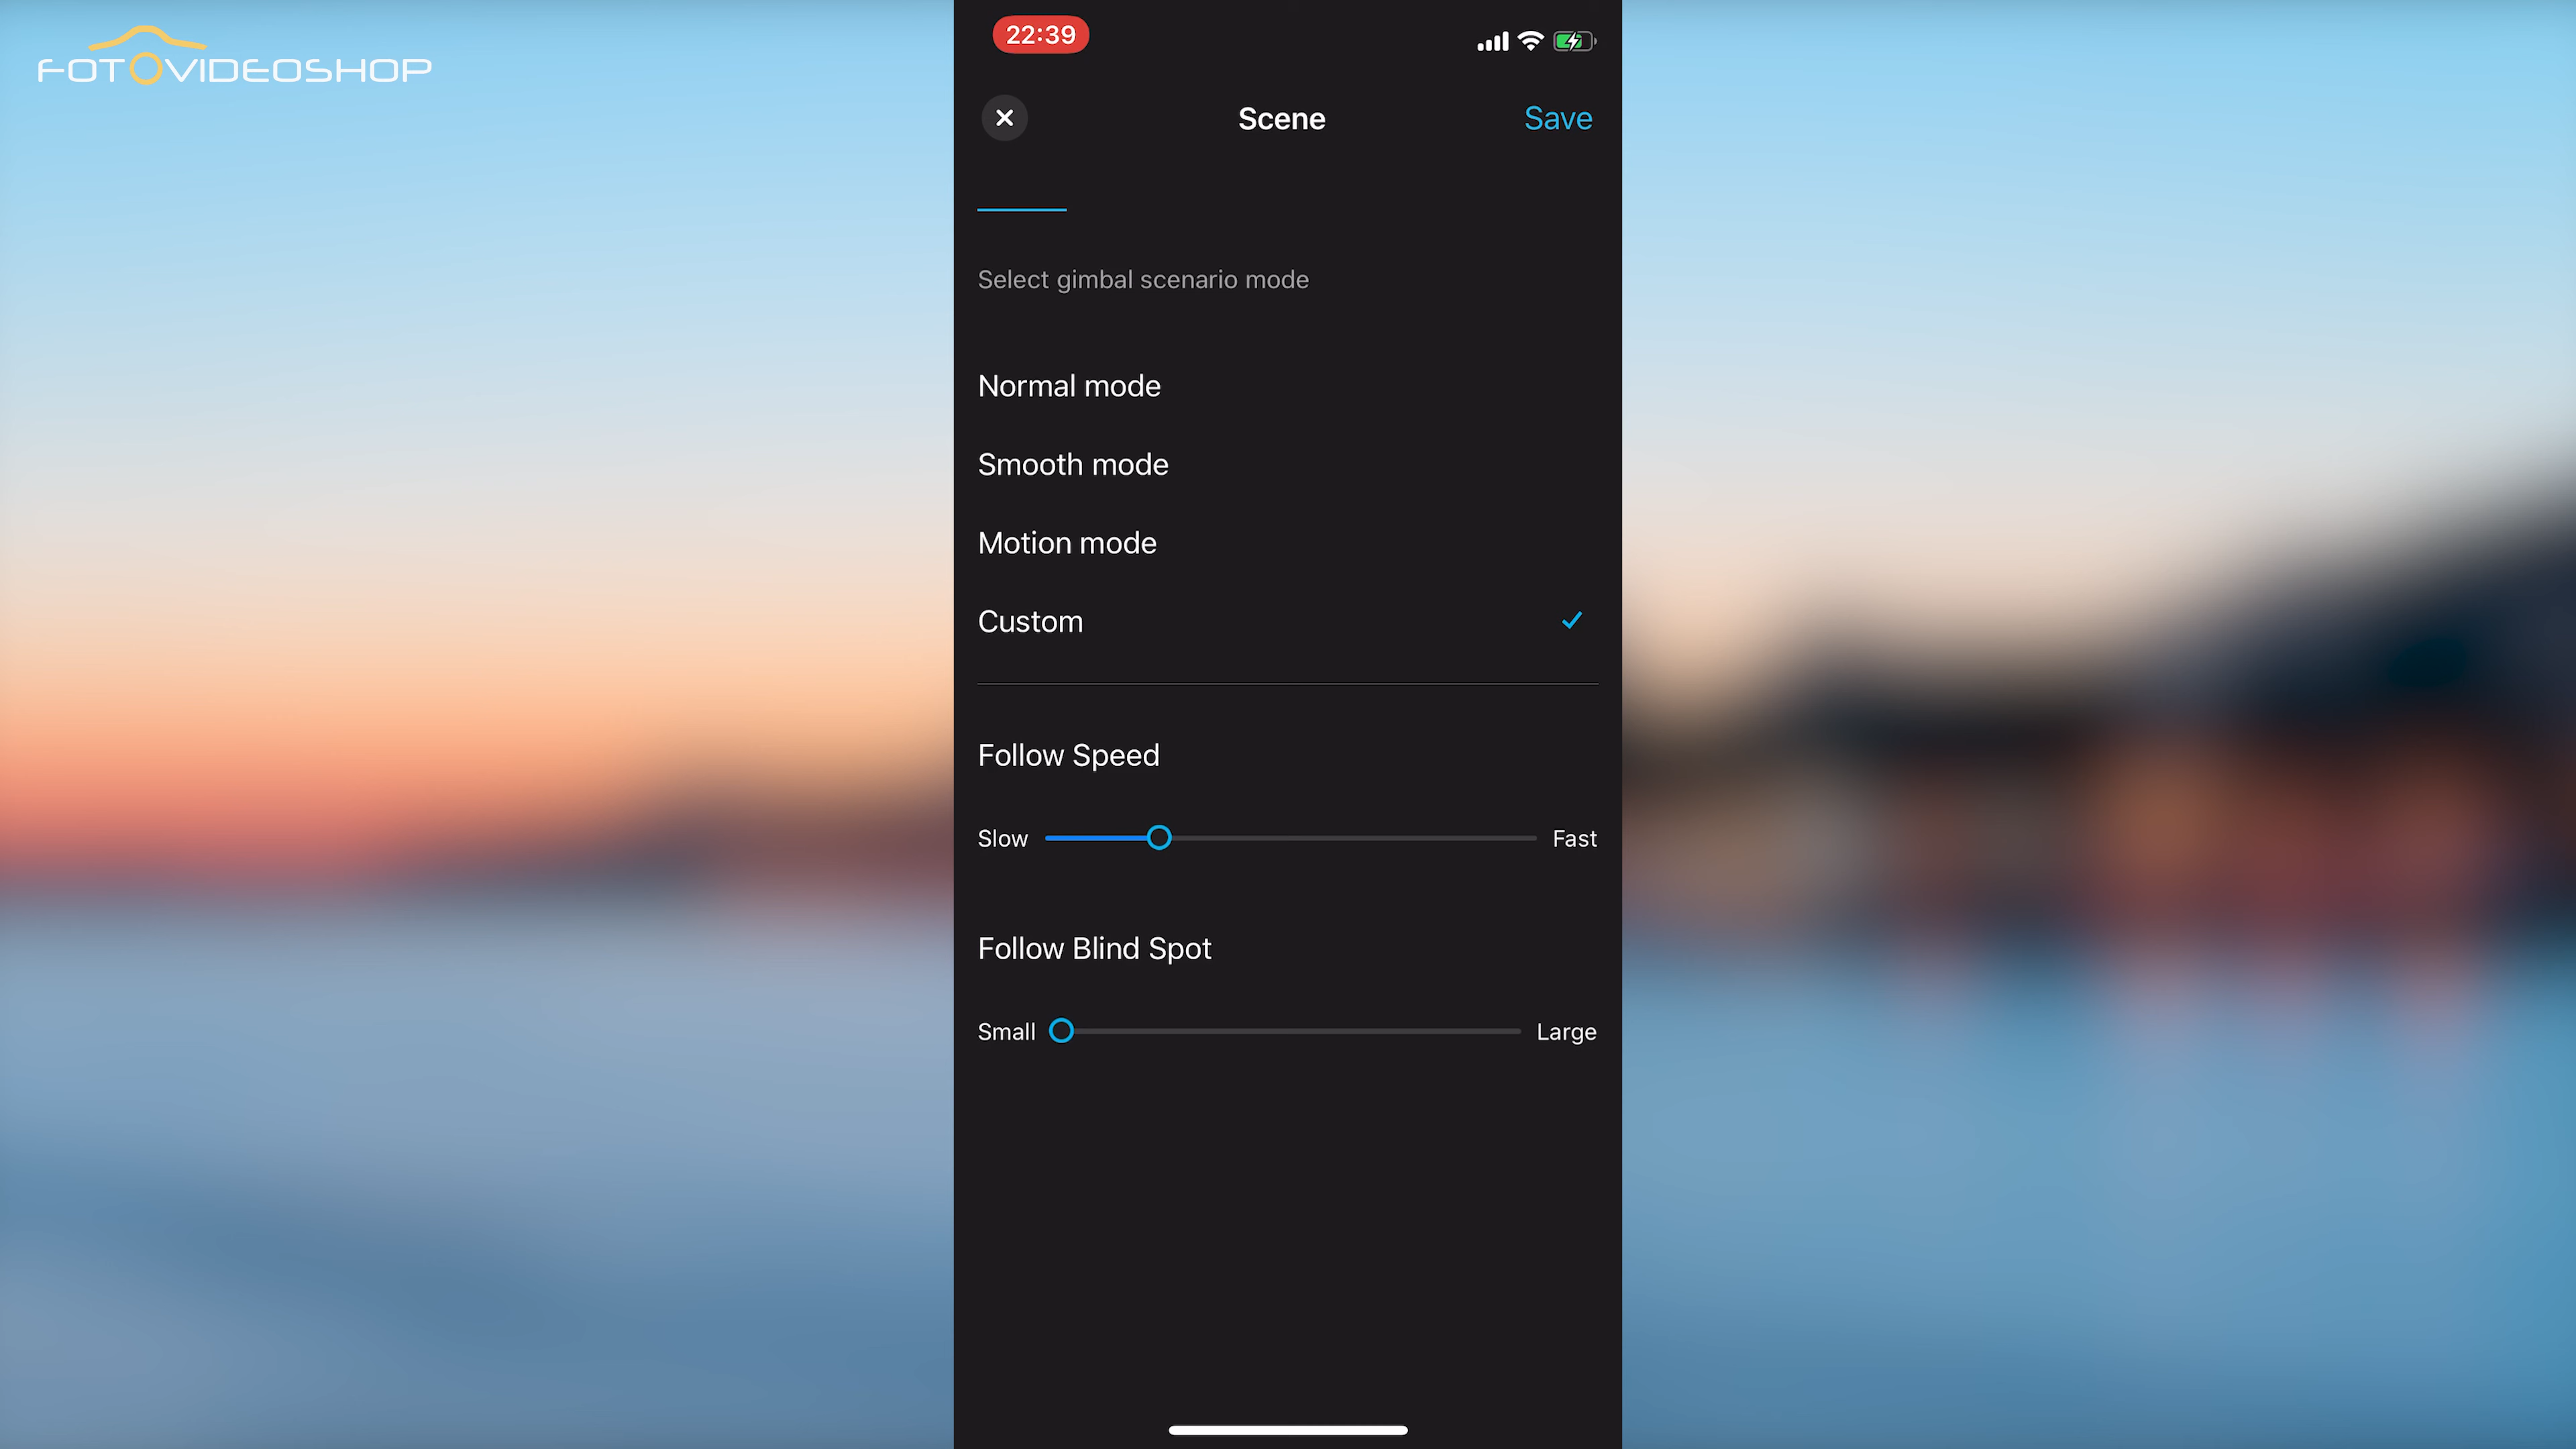 FOTOVIDEOSHOP
22:39
Scene
Save
Select gimbal scenario mode
Normal mode
Smooth mode
Motion mode
Custom
Follow Speed
Slow
Fast
Follow Blind Spot
Small
Large